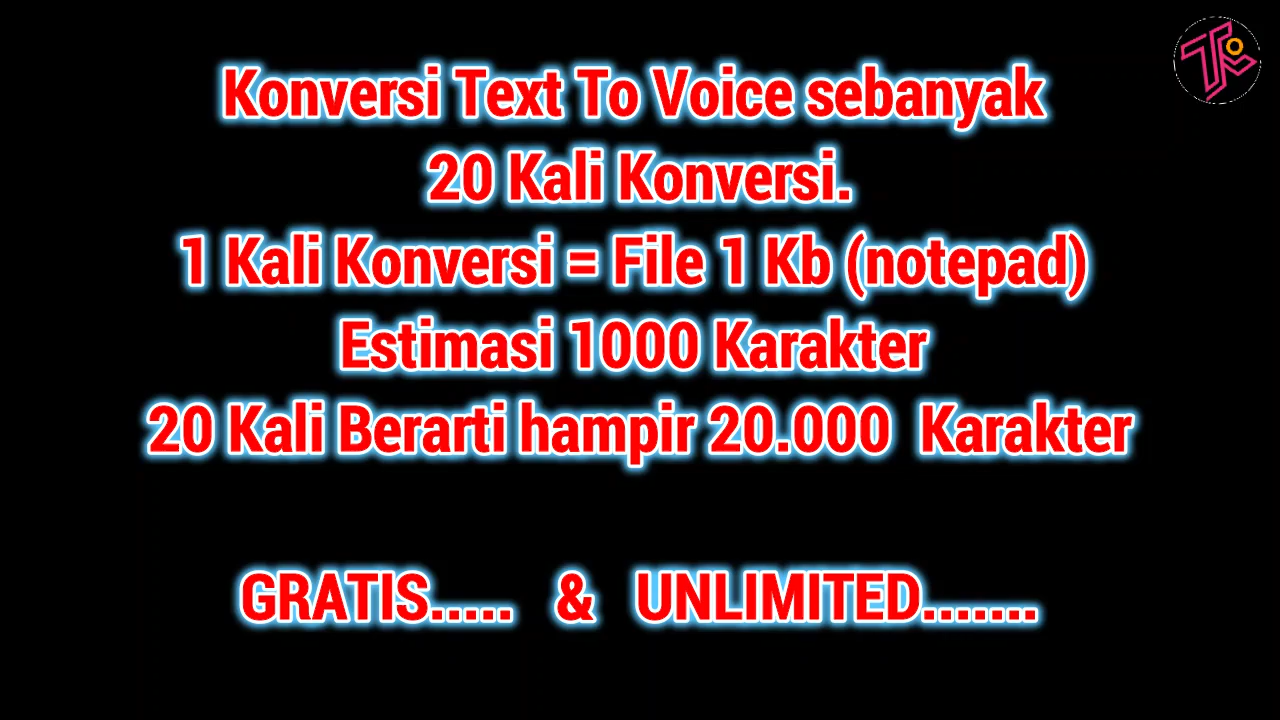 Konversi Text To Voice sebanyak
20 Kali Konversi.
1 Kali Konversi = File 1 Kb (notepad)
Estimasi 1000 Karakter
20 Kali Berarti hampir 20.000 Karakter
GRATIS..... & UNLIMITED.......